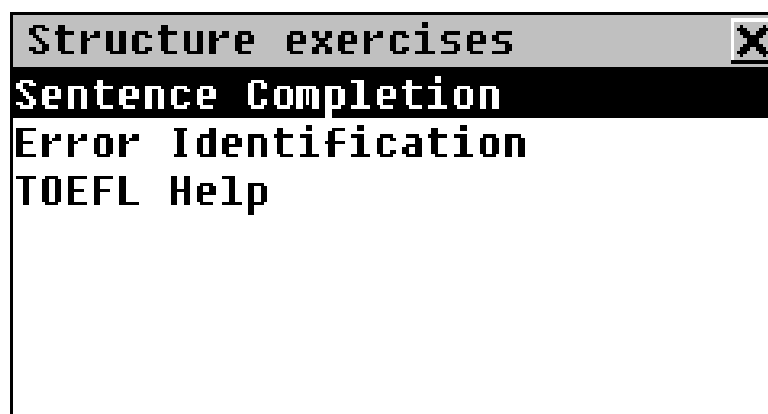 Structure exercises
Sentence Completion
Error Identification
TOEFL Help